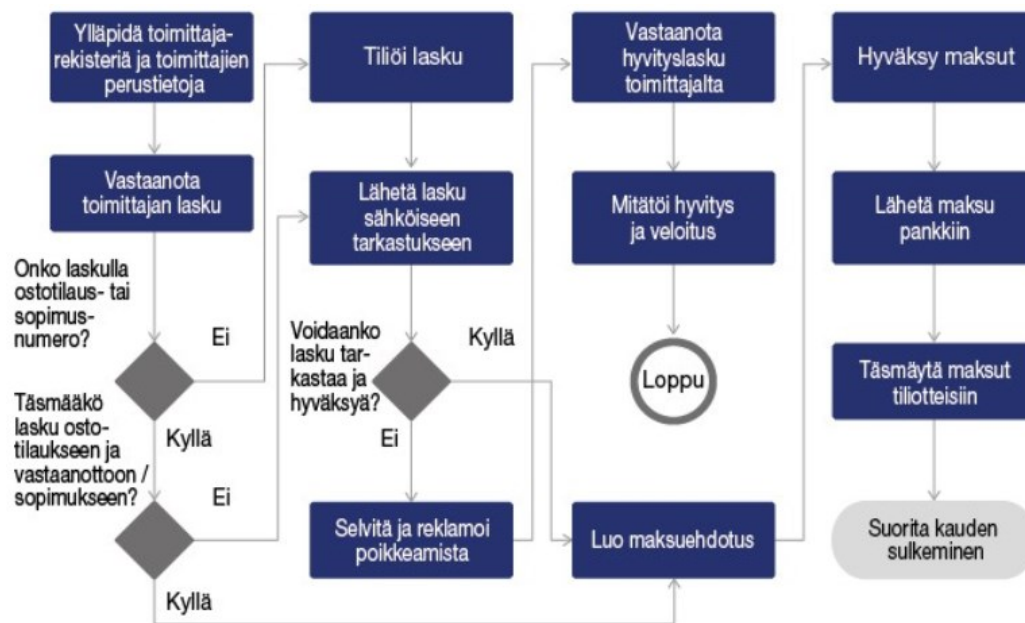 Ylläpidä toimittaja-
rekisteriä ja toimittajien
perustietoja
Vastaanota
toimittajan lasku
Onko laskulla
ostotilaus- tai
sopimus-
numero?
Ei
Kyllä
Täsmääkö
lasku osto-
tilaukseen ja
vastaanottoon /
sopimukseen?
Ei
Kyllä
Tiliöi lasku
Lähetä lasku
sähköiseen
tarkastukseen
Voidaanko
lasku tar-
kastaa ja
hyväksyä?
Kyllä
Ei
Selvitä ja reklamoi
poikkeamista
Vastaanota
hyvityslasku
toimittajalta
Mitätöi hyvitys
ja veloitus
Loppu
Luo maksuehdotus
Hyväksy maksut
Lähetä maksu
pankkiin
Täsmäytä maksut
tiliotteisiin
Suorita kauden
sulkeminen